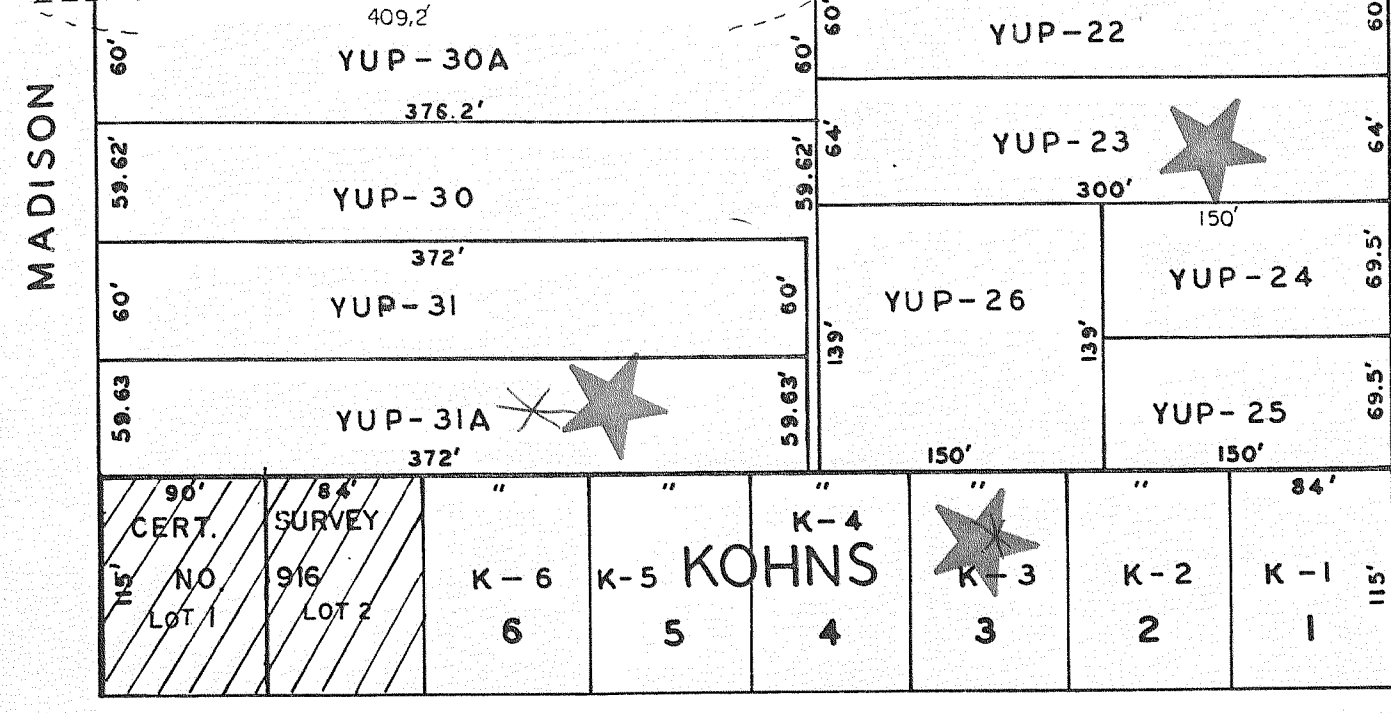 MADISON
409,2'
60'
YUP-30A
60'
376.2'
59.62'
YUP-30
59.62'
372'
60'
YUP-31
60'
59.63
YUP-31A
59.63'
372'
60'
YUP-22
60
64'
YUP-23
64'
300'
150'
YUP-24
69.5'
YUP-26
139'
139'
YUP-25
69.5'
150'
150'
90'
84'
"
"
"
"
"
84'
CERT.
SURVEY
NO.
916
LOT 1
LOT 2
115'
K-6
6
K-5
5
K-4
4
KOHNS
K-3
3
K-2
2
K-1
1
115'